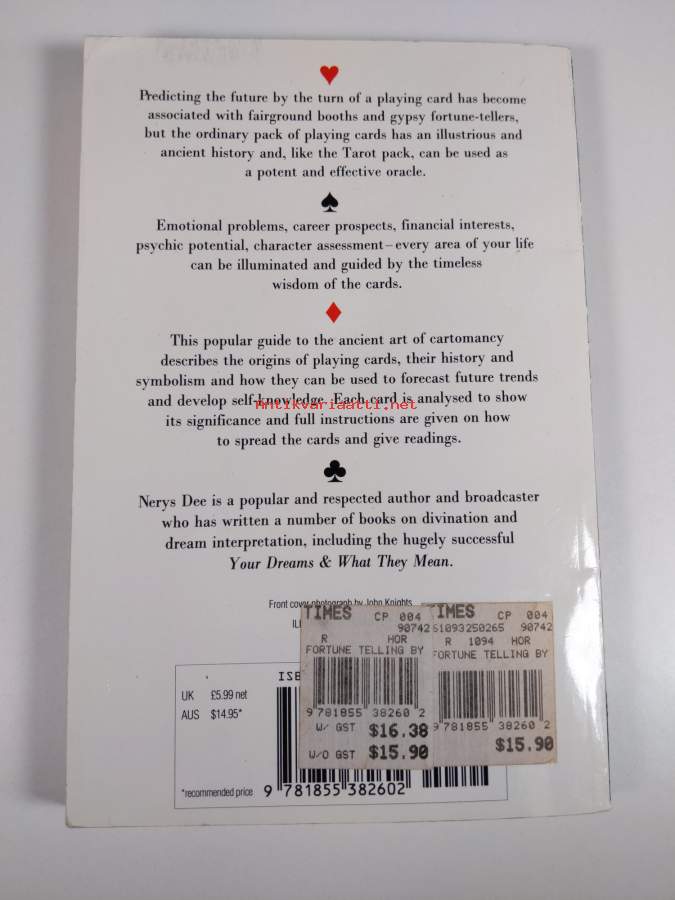 Predicting the future by the turn of a playing card has become
associated with fairground booths and gypsy fortune-tellers,
but the ordinary pack of playing cards has an illustrious and
ancient history and, like the Tarot pack, can be used as
a potent and effective oracle.
Emotional problems, career prospects, financial interests,
psychic potential, character assessment–every area of your life
can be illuminated and guided by the timeless
wisdom of the cards.
This popular guide to the ancient art of cartomancy
describes the origins of playing cards, their history and
symbolism and how they can be used to forecast future trends
and develop self-knowledge. Each card is analysed to show
Antikvariaatti.net
its significance and full instructions are given on how
to spread the cards and give readings.
Nerys Dee is a popular and respected author and broadcaster
who has written a number of books on divination and
dream interpretation, including the hugely successful
Your Dreams & What They Mean.
Front cover photograph by John Knights
TIMES CP 004
90742
R HOR
FORTUNE TELLING BY
9 781855 38260 2
W/ GST $16.38
W/O GST $15.90
TIMES CP 004
61093250265 90742
R 1094 HOR
FORTUNE TELLING BY
9 781855 38260 2
$15.90
UK £5.99 net
AUS $14.95*
*recommended price
9 781855 382602